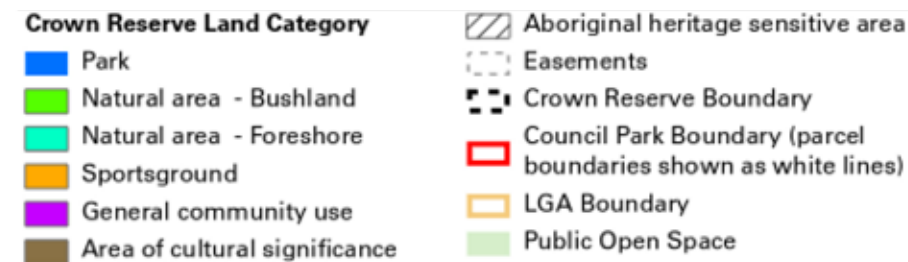 Crown Reserve Land Category
Park
Natural area - Bushland
Natural area - Foreshore
Sportsground
General community use
Area of cultural significance
Aboriginal heritage sensitive area
Easements
Crown Reserve Boundary
Council Park Boundary (parcel
boundaries shown as white lines)
LGA Boundary
Public Open Space